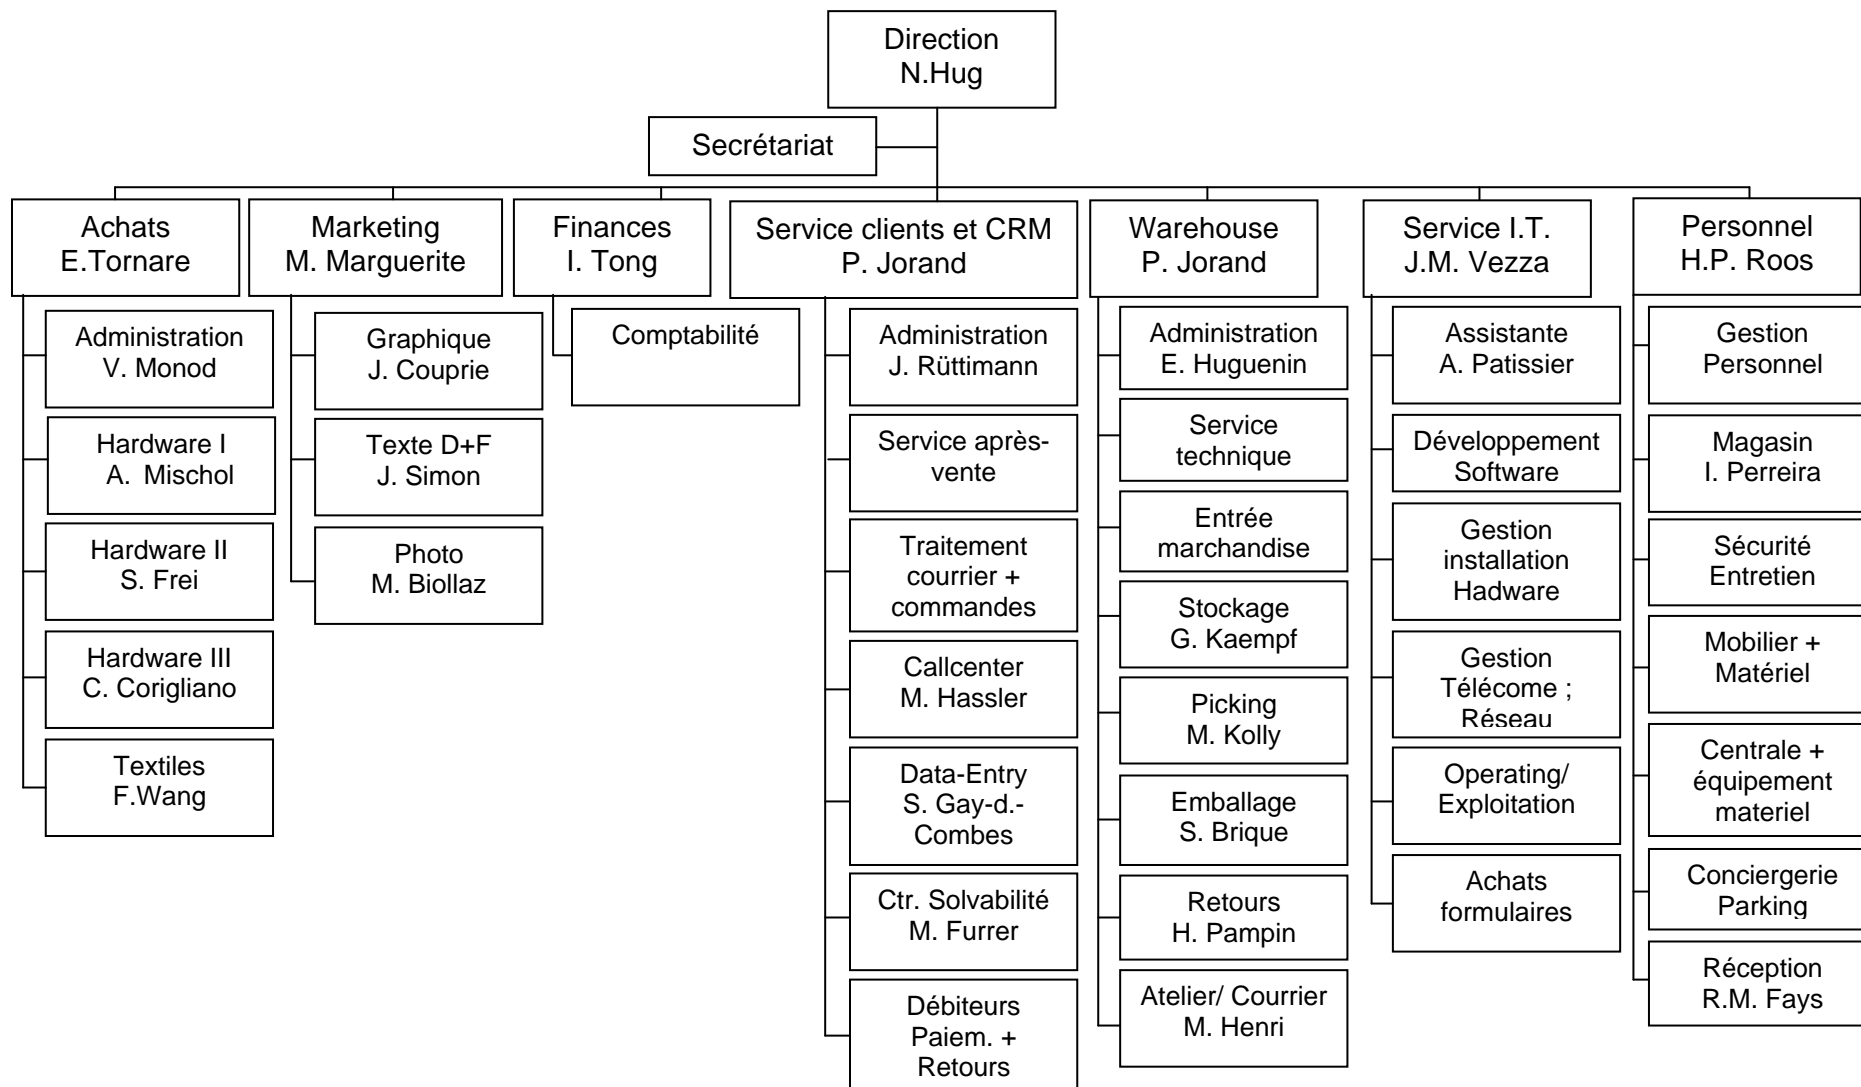 Direction
N.Hug
Secrétariat
Achats
E.Tornare
Administration
V. Monod
Hardware I
A. Mischol
Hardware II
S. Frei
Hardware III
C. Corigliano
Textiles
F.Wang
Marketing
M. Marguerite
Graphique
J. Couprie
Texte D+F
J. Simon
Photo
M. Biollaz
Finances
I. Tong
Comptabilité
Service clients et CRM
P. Jorand
Administration
J. Rüttimann
Service après-
vente
Traitement
courrier +
commandes
Callcenter
M. Hassler
Data-Entry
S. Gay-d.-
Combes
Ctr. Solvabilité
M. Furrer
Débiteurs
Paiem. +
Retours
Warehouse
P. Jorand
Administration
E. Huguenin
Service
technique
Entrée
marchandise
Stockage
G. Kaempf
Picking
M. Kolly
Emballage
S. Brique
Retours
H. Pampin
Atelier/ Courrier
M. Henri
Service I.T.
J.M. Vezza
Assistante
A. Patissier
Développement
Software
Gestion
installation
Hadware
Gestion
Télécome ;
Réseau
Operating/
Exploitation
Achats
formulaires
Personnel
H.P. Roos
Gestion
Personnel
Magasin
I. Perreira
Sécurité
Entretien
Mobilier +
Matériel
Centrale +
équipement
materiel
Conciergerie
Parking
Réception
R.M. Fays